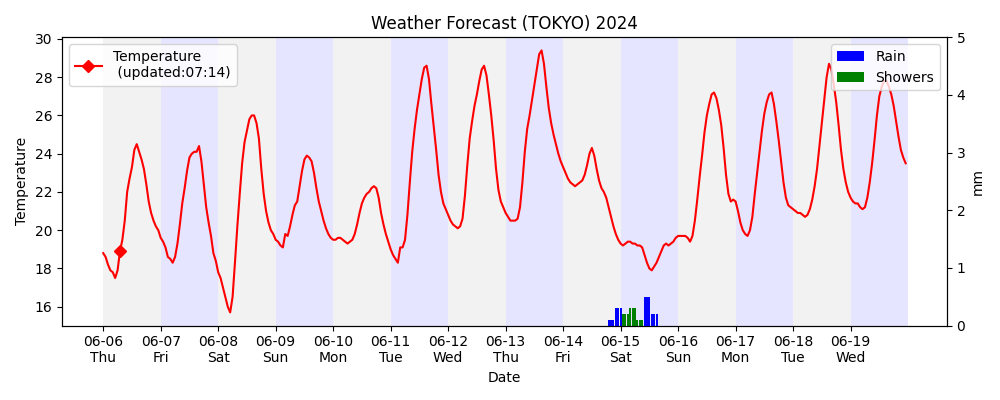 Weather Forecast (TOKYO) 2024
Temperature
(updated:07:14)
Rain
Showers
Temperature
30
28
26
24
22
20
18
16
5
4
3
2
1
0
mm
06-06 06-07 06-08 06-09 06-10 06-11 06-12 06-13 06-14 06-15 06-16 06-17 06-18 06-19
Thu Fri Sat Sun Mon Tue Wed Thu Fri Sat Sun Mon Tue Wed
Date